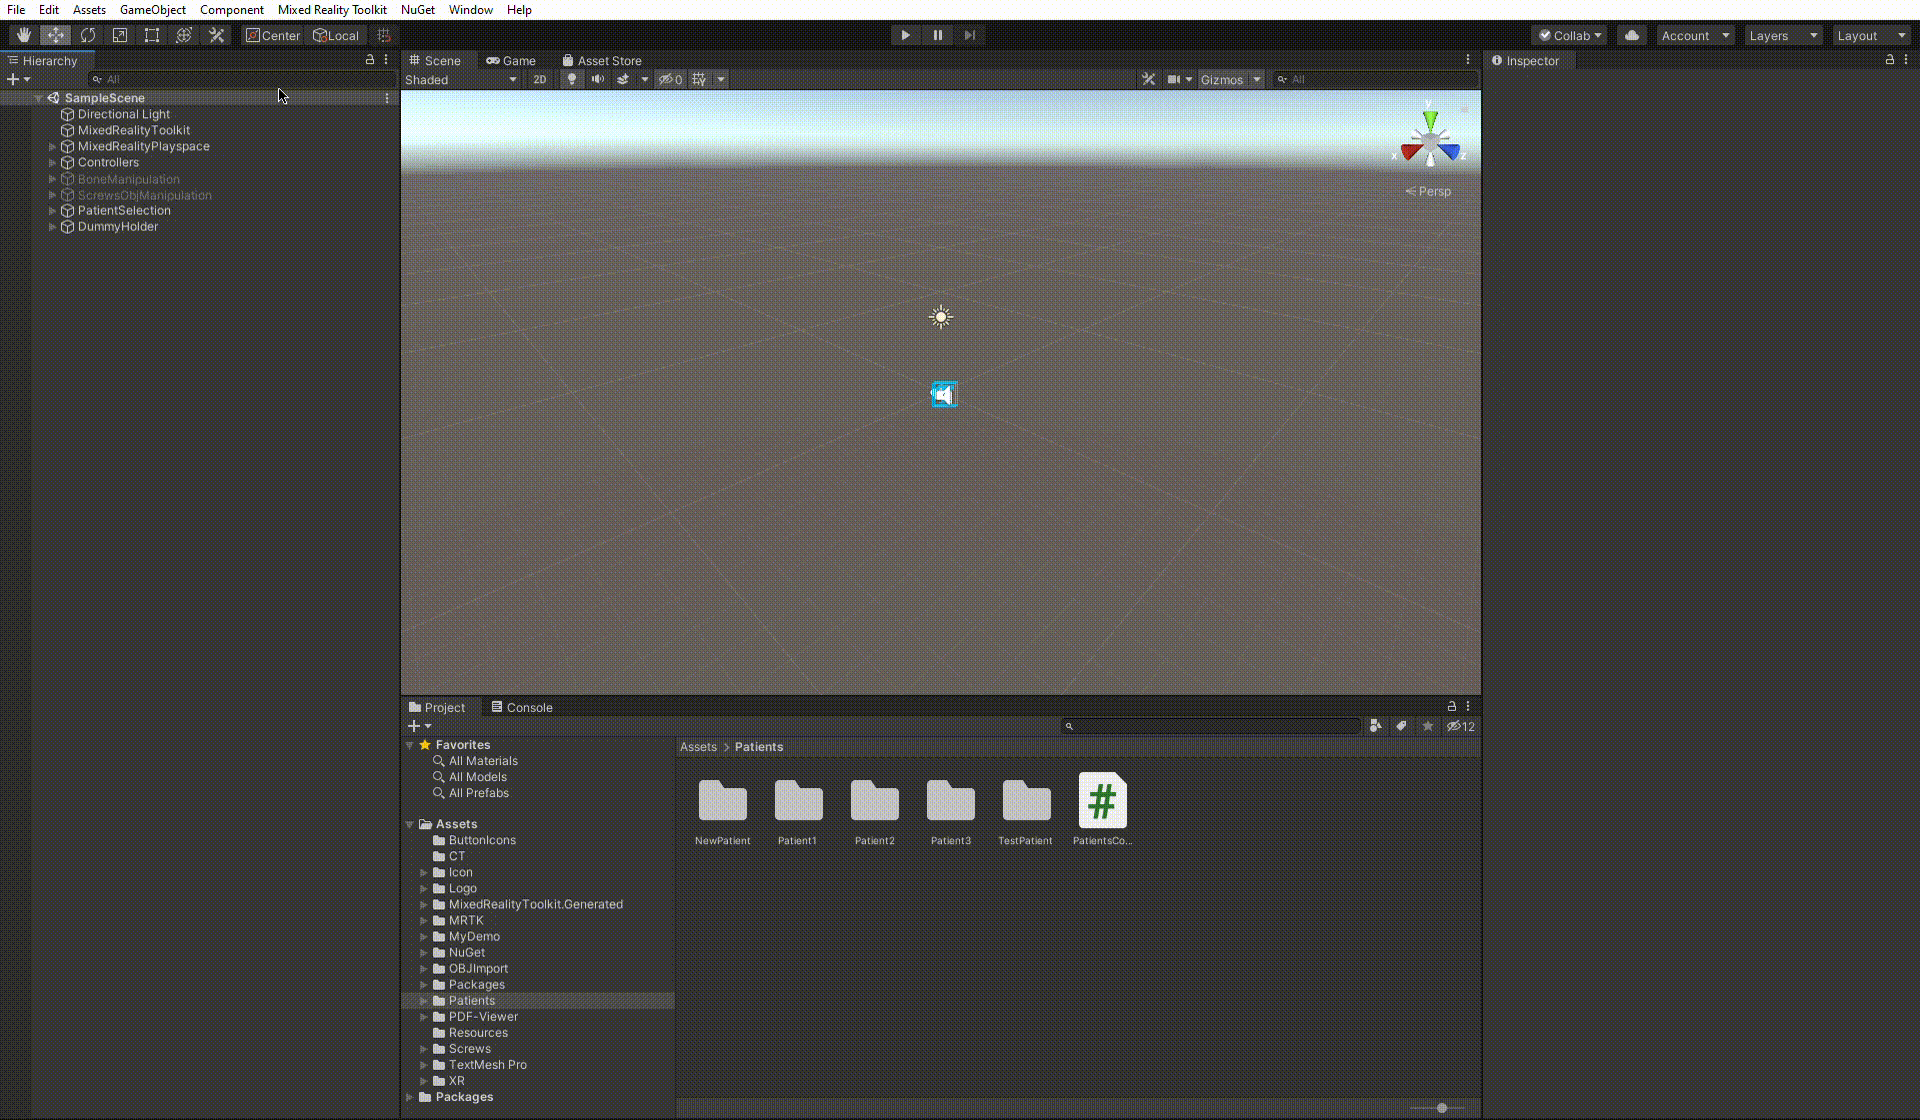 File Edit Assets GameObject Component Mixed Reality Toolkit NuGet Window Help
Center Local Collab Account Layers Layout
Hierarchy
All
SampleScene
Directional Light
MixedRealityToolkit
MixedRealityPlayspace
Controllers
BoneManipulation
ScrewsObjManipulation
PatientSelection
DummyHolder
Scene Game Asset Store
Shaded 2D 0 Gizmos All
y
x z
Persp
Inspector
Project Console
12
Favorites
All Materials
All Models
All Prefabs
Assets
ButtonIcons
CT
Icon
Logo
MixedRealityToolkit.Generated
MRTK
MyDemo
NuGet
OBJImport
Packages
Patients
PDF-Viewer
Resources
Screws
TextMesh Pro
XR
Packages
Assets > Patients
NewPatient Patient1 Patient2 Patient3 TestPatient PatientsCo...